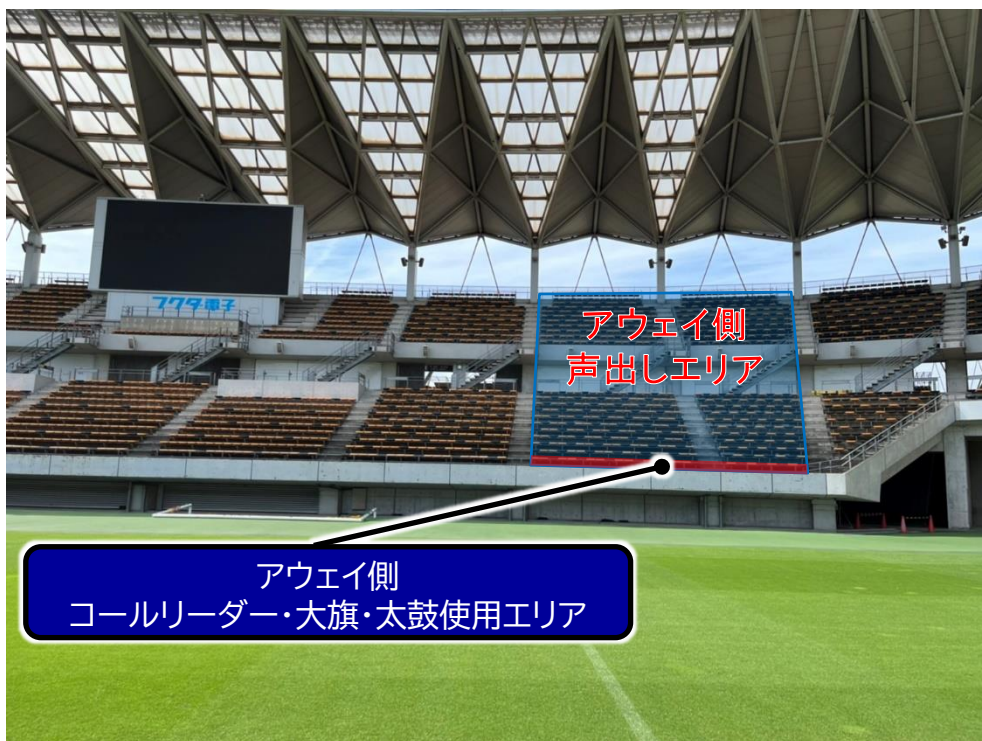 フクダ電子
アウェイ側
声出しエリア
アウェイ側
コールリーダー・大旗・太鼓使用エリア